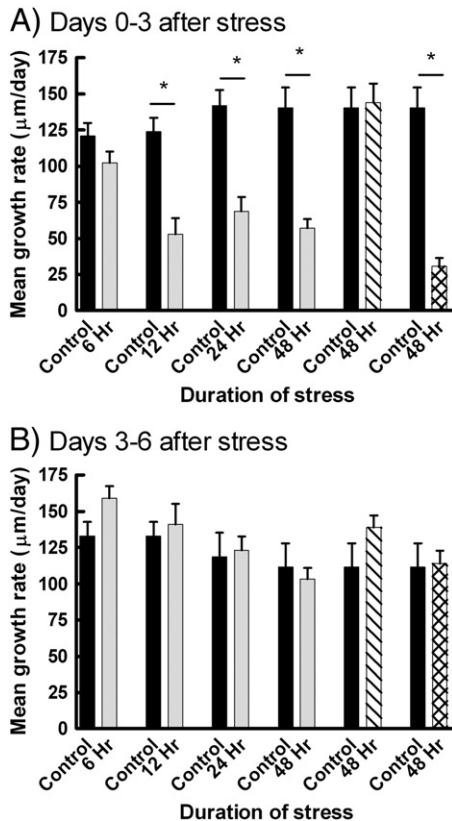 A) Days 0-3 after stress
* * * *
Mean growth rate (µm/day)
175
150
125
100
75
50
25
0
Control 6 Hr Control 12 Hr Control 24 Hr Control 48 Hr Control 48 Hr Control 48 Hr
Duration of stress
B) Days 3-6 after stress
Mean growth rate (µm/day)
175
150
125
100
75
50
25
0
Control 6 Hr Control 12 Hr Control 24 Hr Control 48 Hr Control 48 Hr Control 48 Hr
Duration of stress